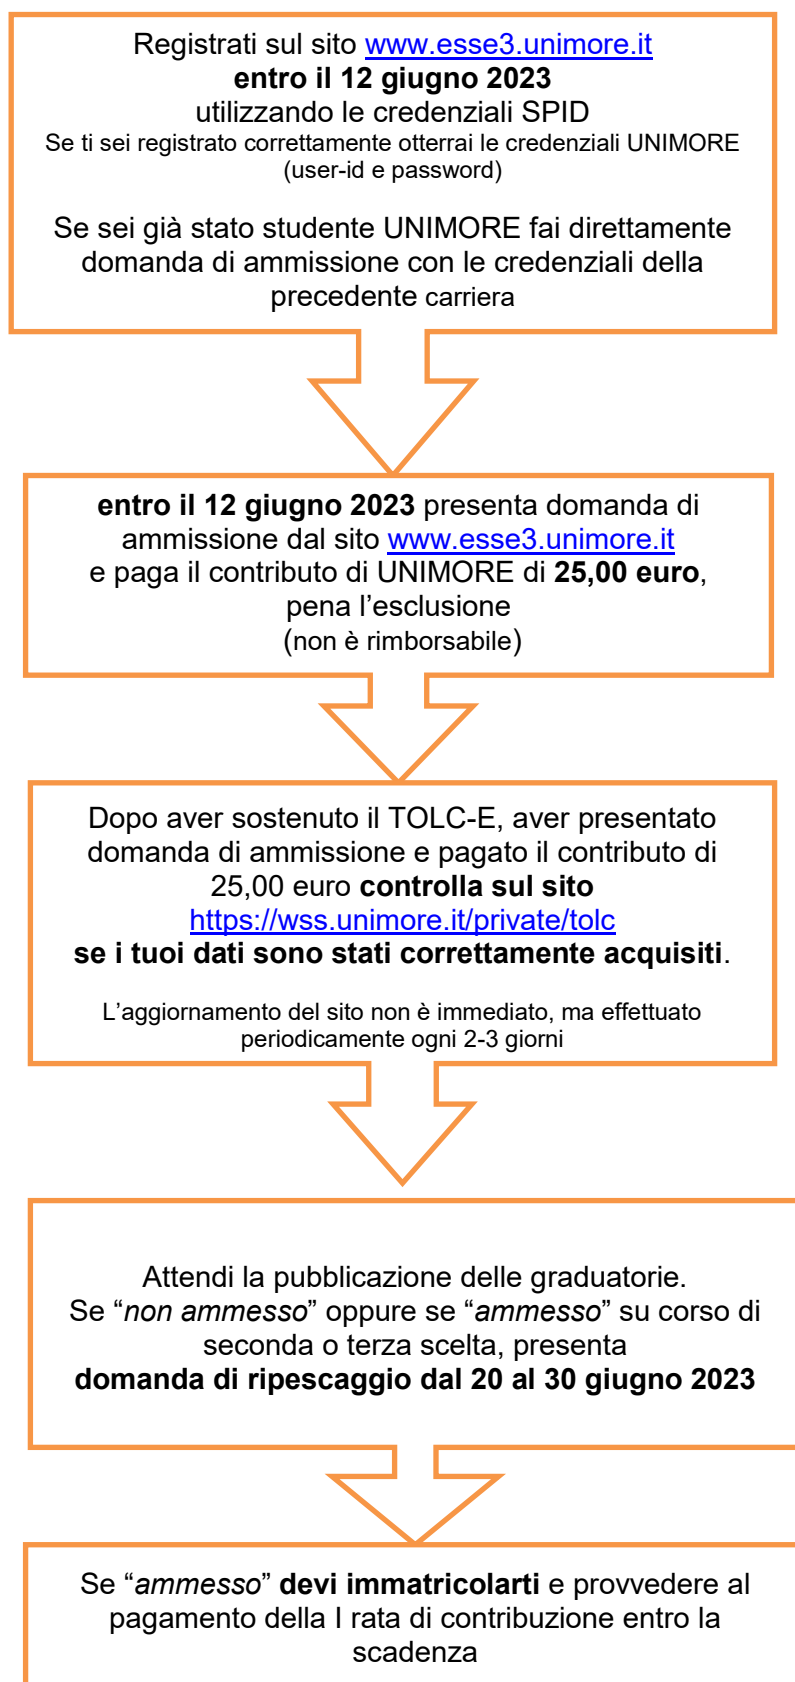 Registrati sul sito www.esse3.unimore.it
entro il 12 giugno 2023
utilizzando le credenziali SPID
Se ti sei registrato correttamente otterrai le credenziali UNIMORE
(user-id e password)
Se sei già stato studente UNIMORE fai direttamente
domanda di ammissione con le credenziali della
precedente carriera
entro il 12 giugno 2023 presenta domanda di
ammissione dal sito www.esse3.unimore.it
e paga il contributo di UNIMORE di 25,00 euro,
pena l’esclusione
(non è rimborsabile)
Dopo aver sostenuto il TOLC-E, aver presentato
domanda di ammissione e pagato il contributo di
25,00 euro controlla sul sito
https://wss.unimore.it/private/tolc
se i tuoi dati sono stati correttamente acquisiti.
L’aggiornamento del sito non è immediato, ma effettuato
periodicamente ogni 2-3 giorni
Attendi la pubblicazione delle graduatorie.
Se “non ammesso” oppure se “ammesso” su corso di
seconda o terza scelta, presenta
domanda di ripescaggio dal 20 al 30 giugno 2023
Se “ammesso” devi immatricolarti e provvedere al
pagamento della I rata di contribuzione entro la
scadenza